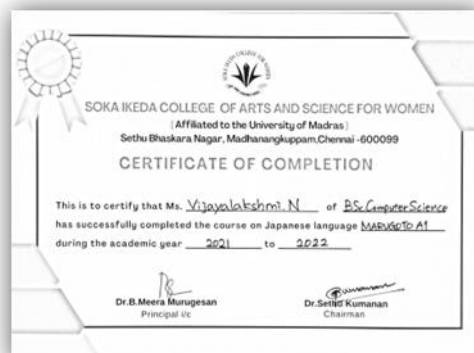 SOKA IKEDA COLLEGE OF ARTS AND SCIENCE FOR WOMEN
(Affiliated to the University of Madras)
Sethu Bhaskara Nagar, Madhanangkuppam, Chennai -600099
CERTIFICATE OF COMPLETION
This is to certify that Ms. Vijayalakshmi. N of BSc Computer Science
has successfully completed the course on Japanese language MARUGOTO A1
during the academic year 2021 to 2022
Dr.B.Meera Murugesan
Principal i/c
Dr.Sethu Kumanan
Chairman